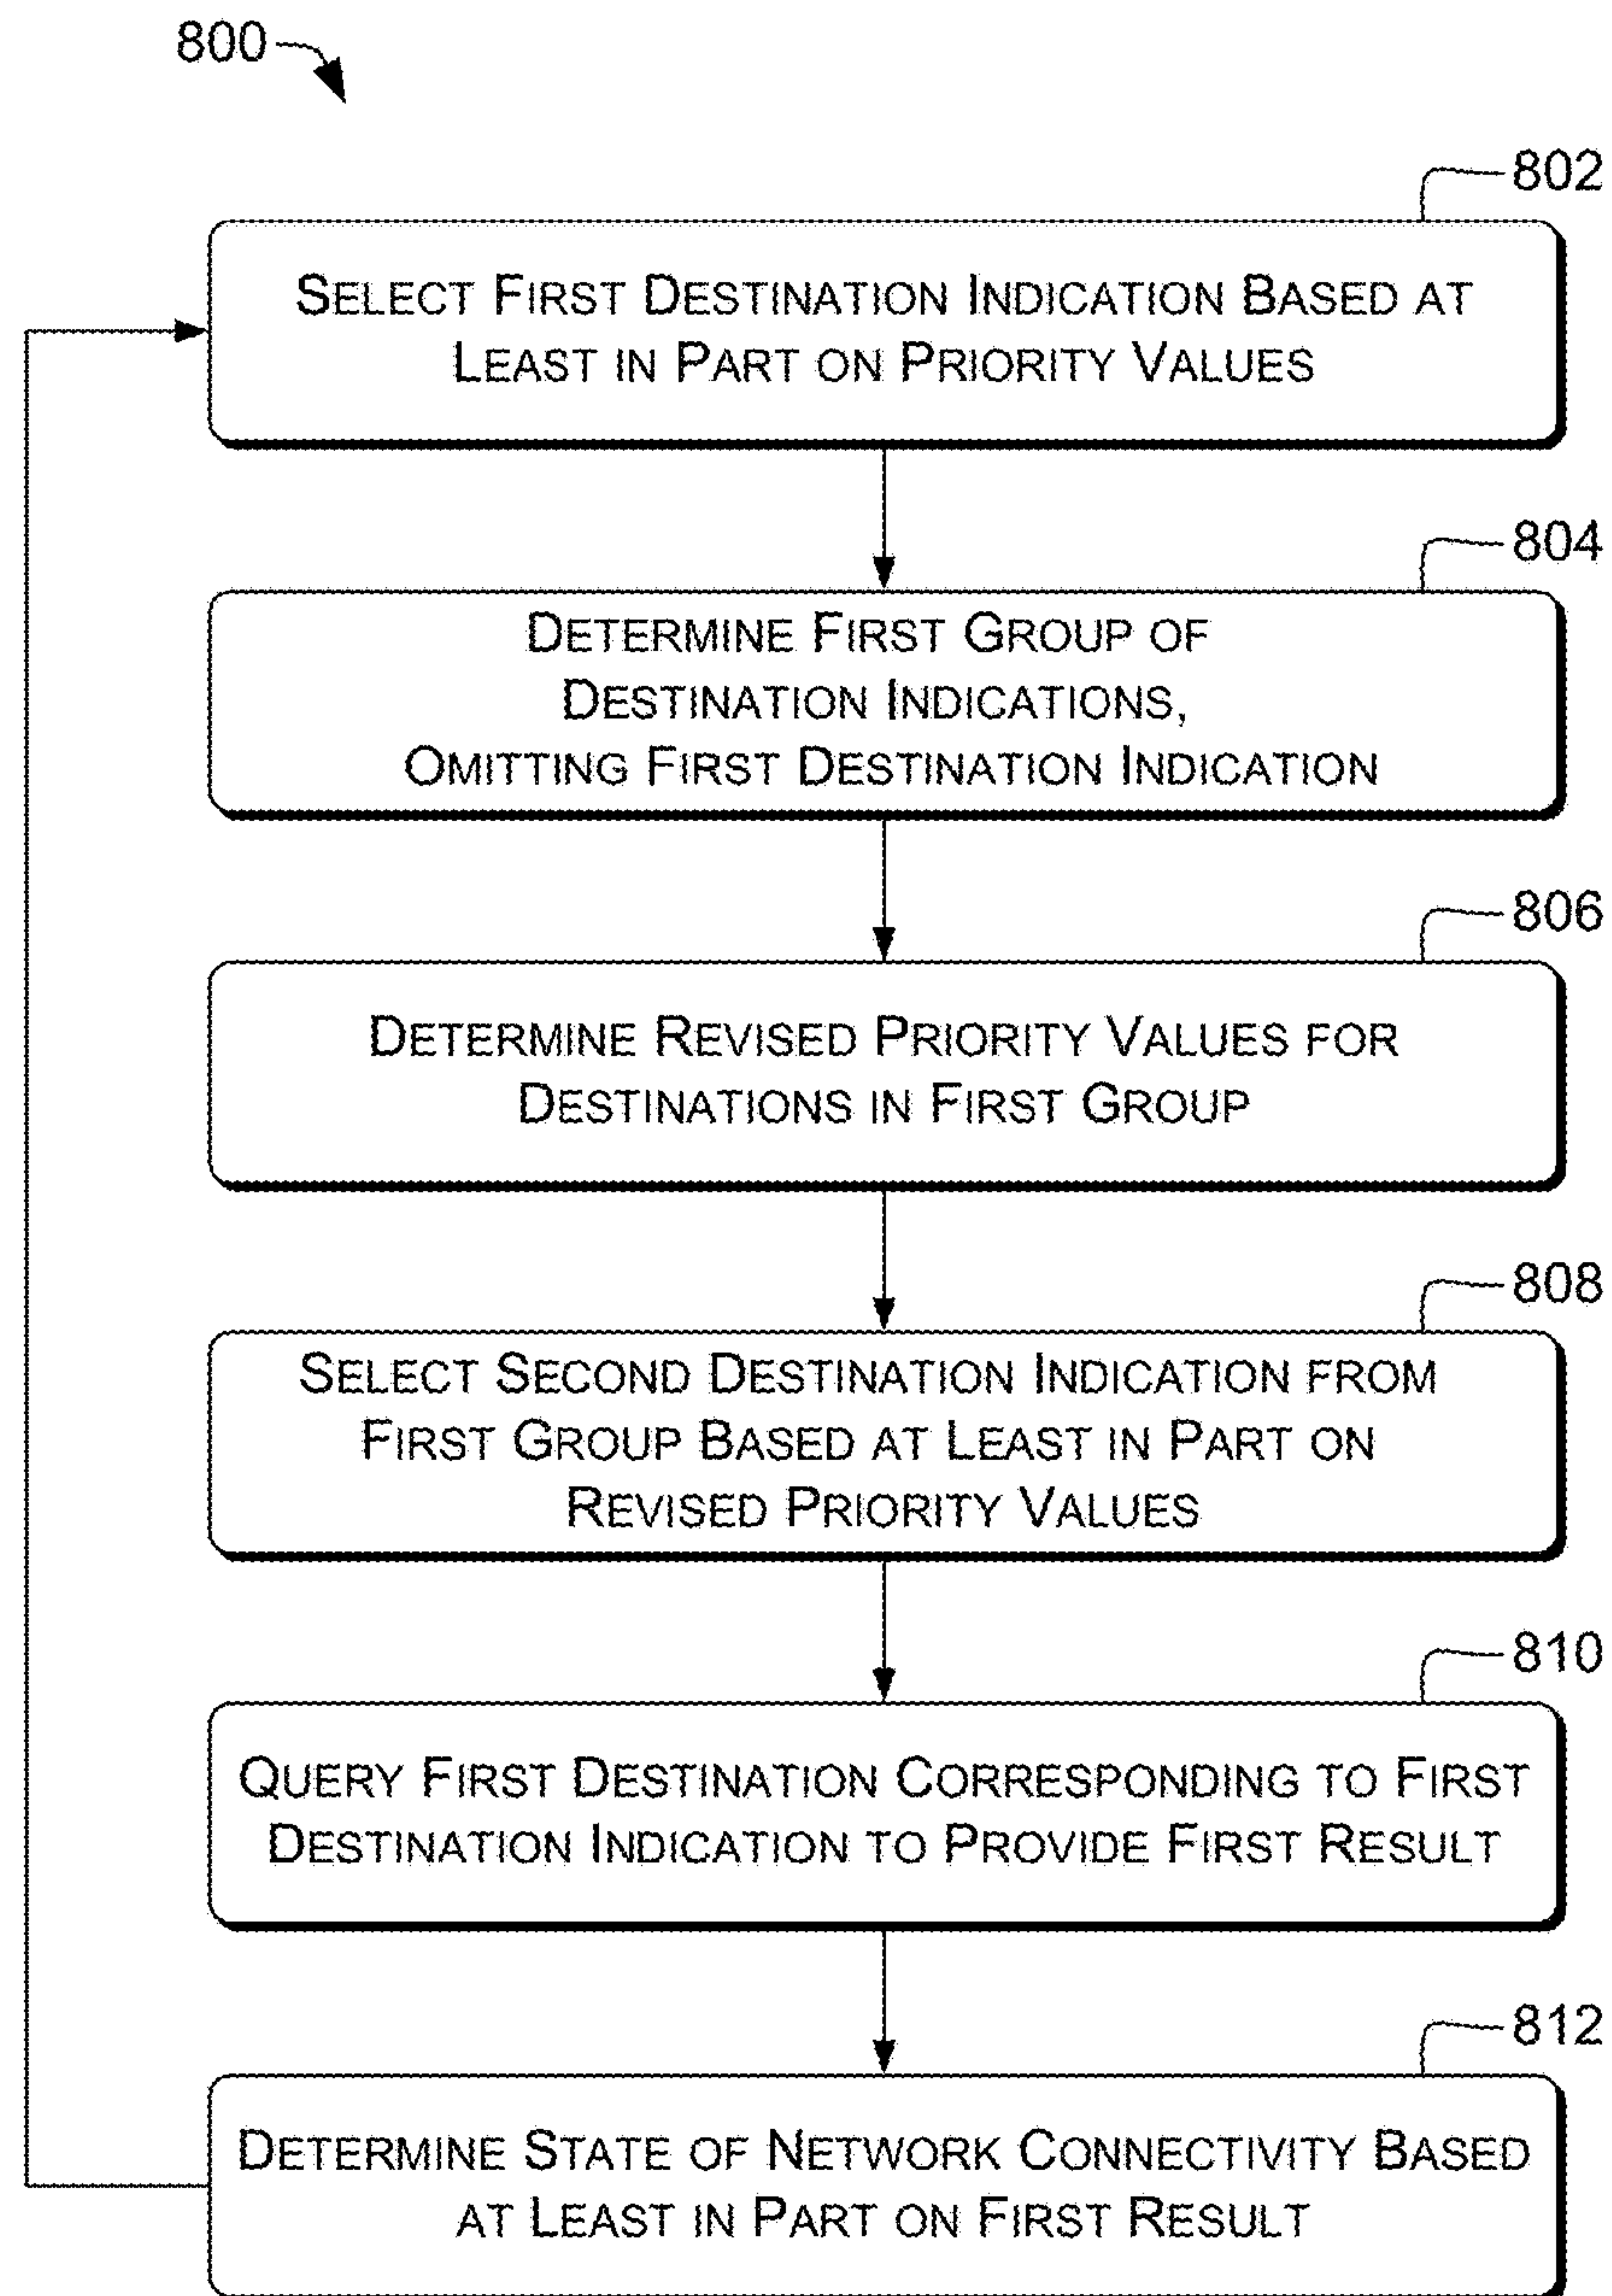 800
802
SELECT FIRST DESTINATION INDICATION BASED AT
LEAST IN PART ON PRIORITY VALUES
804
DETERMINE FIRST GROUP OF
DESTINATION INDICATIONS,
OMITTING FIRST DESTINATION INDICATION
806
DETERMINE REVISED PRIORITY VALUES FOR
DESTINATIONS IN FIRST GROUP
808
SELECT SECOND DESTINATION INDICATION FROM
FIRST GROUP BASED AT LEAST IN PART ON
REVISED PRIORITY VALUES
810
QUERY FIRST DESTINATION CORRESPONDING TO FIRST
DESTINATION INDICATION TO PROVIDE FIRST RESULT
812
DETERMINE STATE OF NETWORK CONNECTIVITY BASED
AT LEAST IN PART ON FIRST RESULT